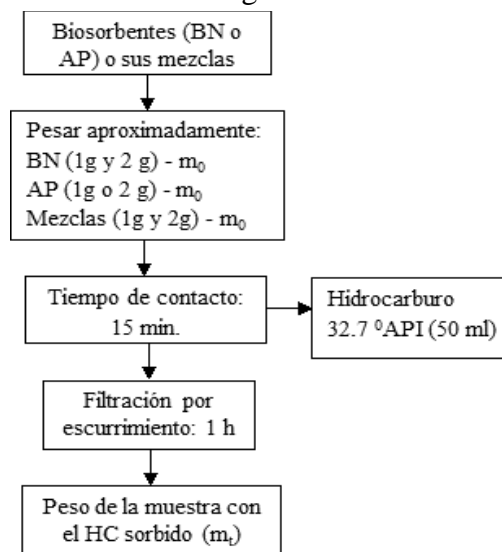 Biosorbentes (BN o
AP) o sus mezclas
Pesar aproximadamente:
BN (1g y 2 g) - m₀
AP (1g o 2 g) - m₀
Mezclas (1g y 2g) - m₀
Tiempo de contacto:
15 min.
Hidrocarburo
32.7 ⁰API (50 ml)
Filtración por
escurrimiento: 1 h
Peso de la muestra con
el HC sorbido (mₜ)